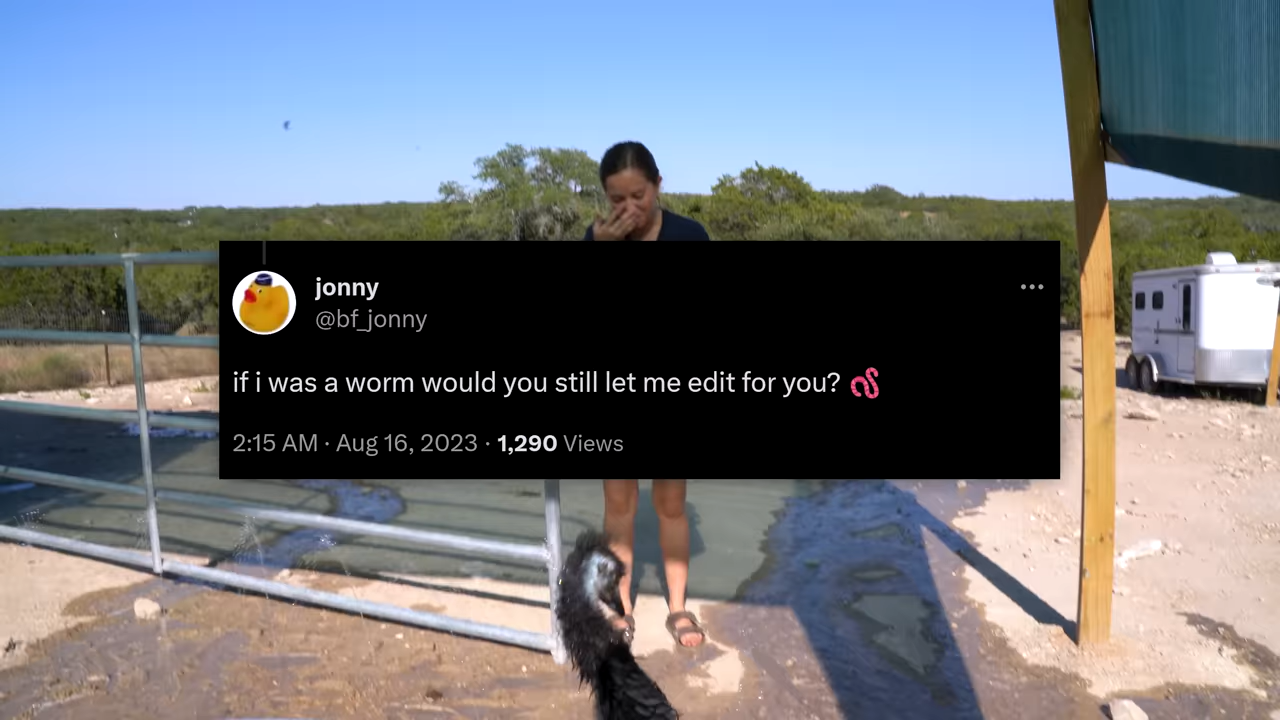 jonny
@bf_jonny
if i was a worm would you still let me edit for you? 🪱
2:15 AM · Aug 16, 2023 · 1,290 Views